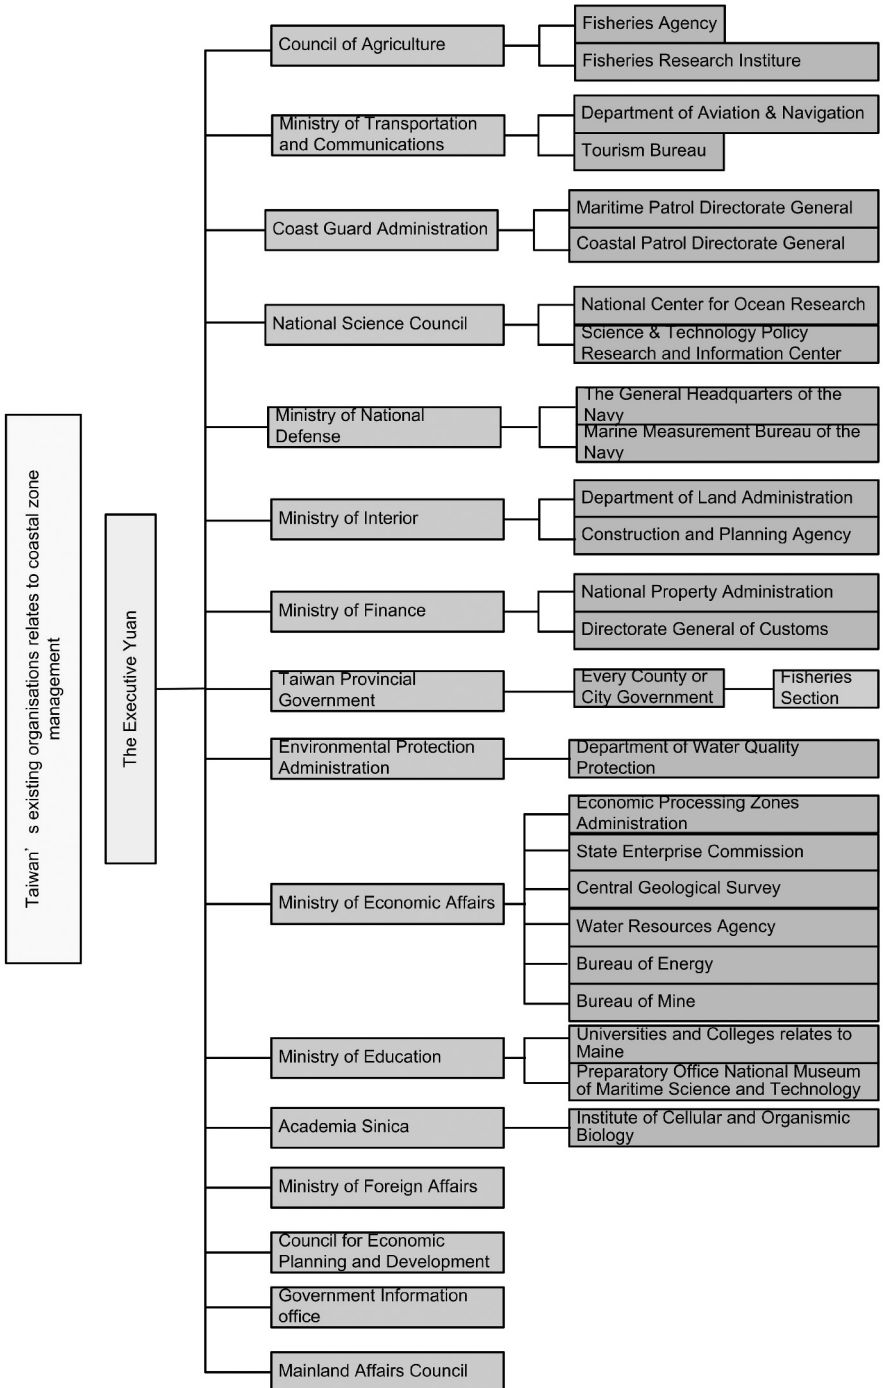 Taiwan’s existing organisations relates to coastal zone
management
The Executive Yuan
Council of Agriculture
Fisheries Agency
Fisheries Research Institure
Ministry of Transportation
and Communications
Department of Aviation & Navigation
Tourism Bureau
Coast Guard Administration
Maritime Patrol Directorate General
Coastal Patrol Directorate General
National Science Council
National Center for Ocean Research
Science & Technology Policy
Research and Information Center
Ministry of National
Defense
The General Headquarters of the
Navy
Marine Measurement Bureau of the
Navy
Ministry of Interior
Department of Land Administration
Construction and Planning Agency
Ministry of Finance
National Property Administration
Directorate General of Customs
Taiwan Provincial
Government
Every County or
City Government
Fisheries
Section
Environmental Protection
Administration
Department of Water Quality
Protection
Ministry of Economic Affairs
Economic Processing Zones
Administration
State Enterprise Commission
Central Geological Survey
Water Resources Agency
Bureau of Energy
Bureau of Mine
Ministry of Education
Universities and Colleges relates to
Maine
Preparatory Office National Museum
of Maritime Science and Technology
Academia Sinica
Institute of Cellular and Organismic
Biology
Ministry of Foreign Affairs
Council for Economic
Planning and Development
Government Information
office
Mainland Affairs Council